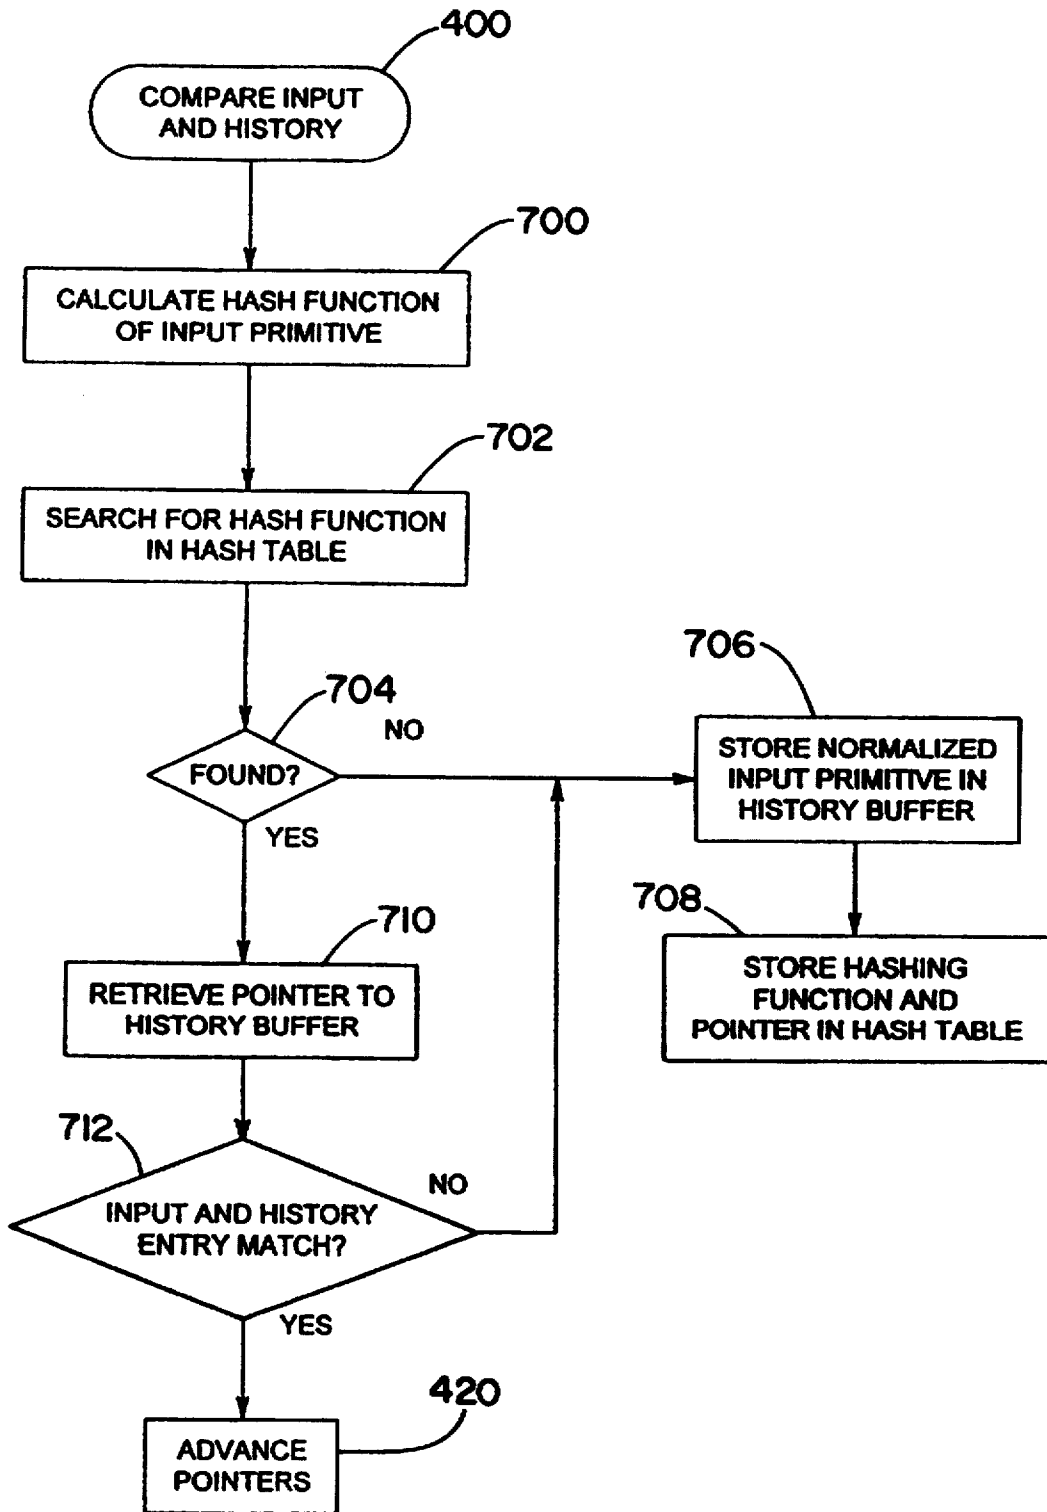 400
COMPARE INPUT
AND HISTORY
700
CALCULATE HASH FUNCTION
OF INPUT PRIMITIVE
702
SEARCH FOR HASH FUNCTION
IN HASH TABLE
704
NO
FOUND?
YES
706
STORE NORMALIZED
INPUT PRIMITIVE IN
HISTORY BUFFER
708
STORE HASHING
FUNCTION AND
POINTER IN HASH TABLE
710
RETRIEVE POINTER TO
HISTORY BUFFER
712
NO
INPUT AND HISTORY
ENTRY MATCH?
YES
420
ADVANCE
POINTERS